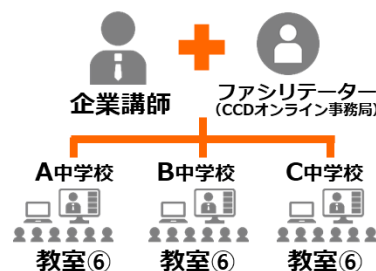 企業講師
ファシリテーター
(CCDオンライン事務局)
A中学校
B中学校
C中学校
教室⑥
教室⑥
教室⑥